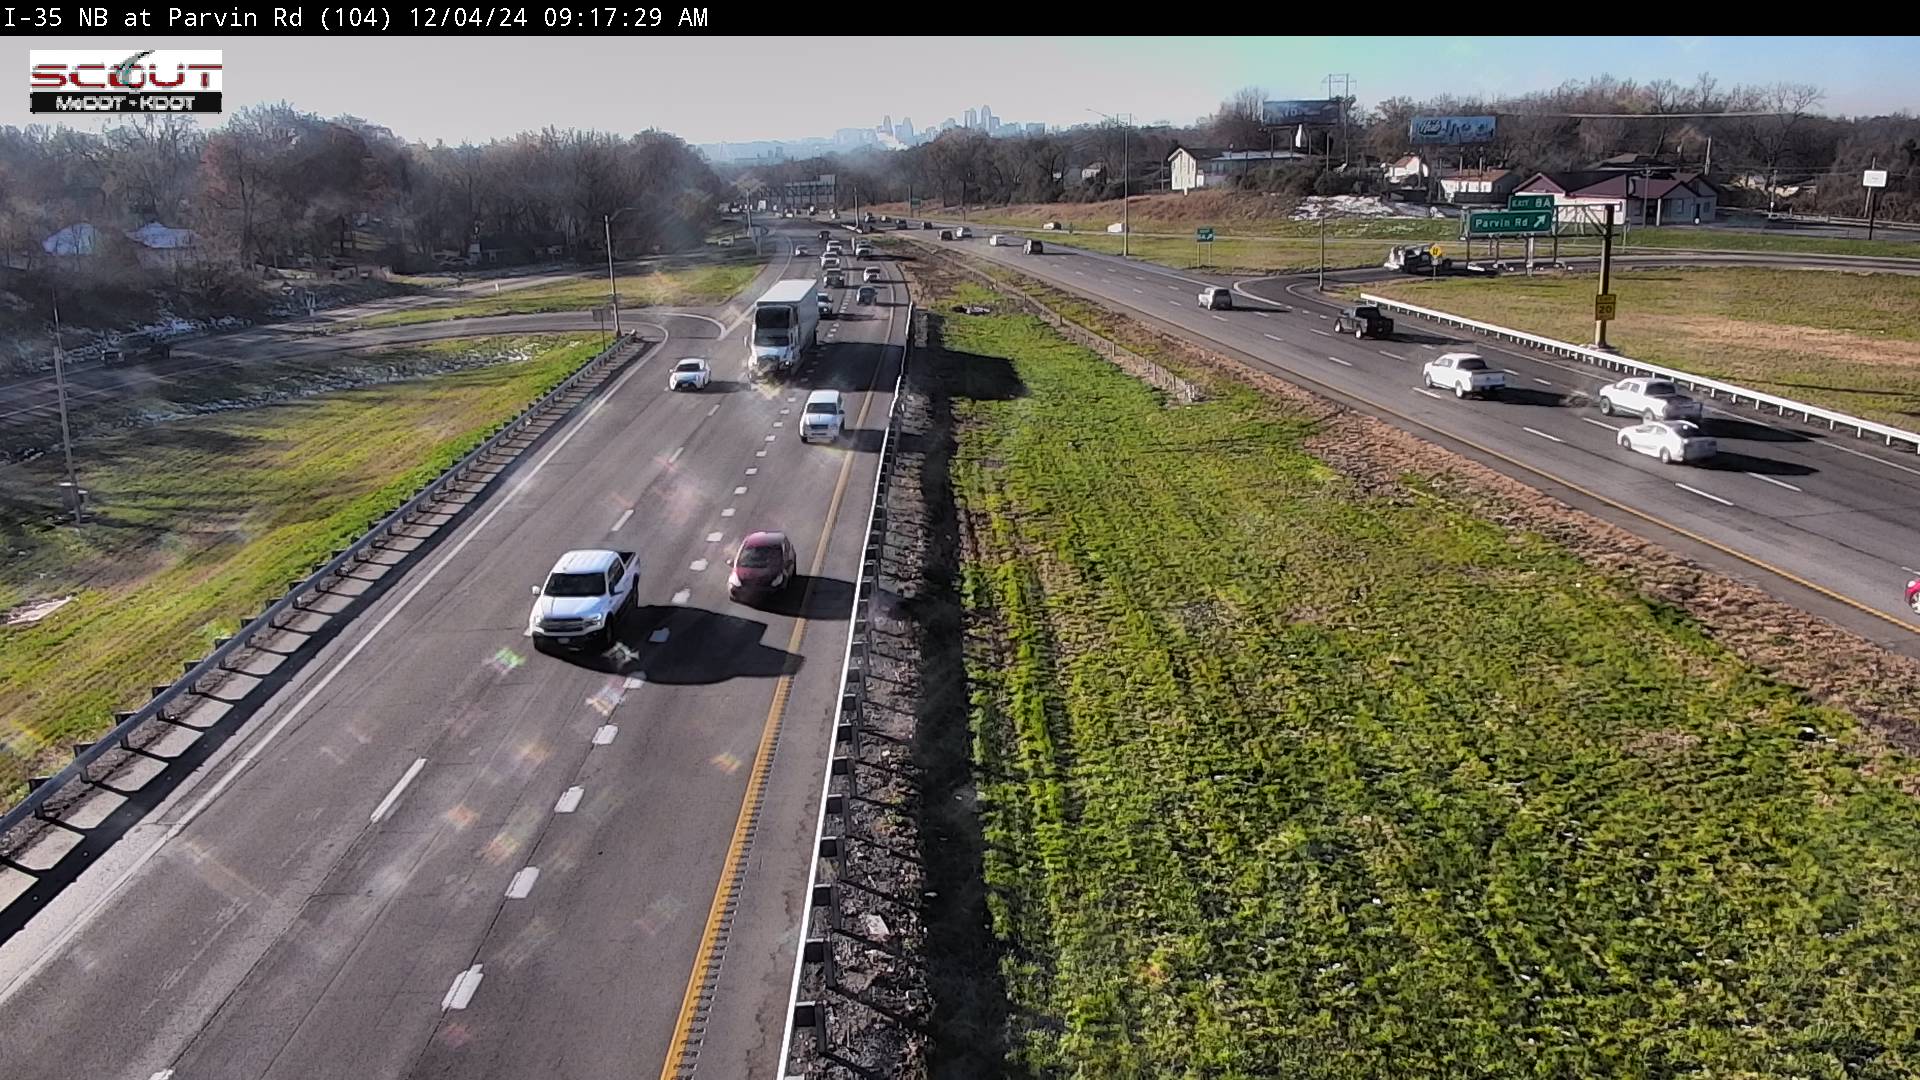 I-35 NB at Parvin Rd (104) 12/04/24 09:17:29 AM
SCOUT
MoDOT - KDOT
EXIT 8A
Parvin Rd
20